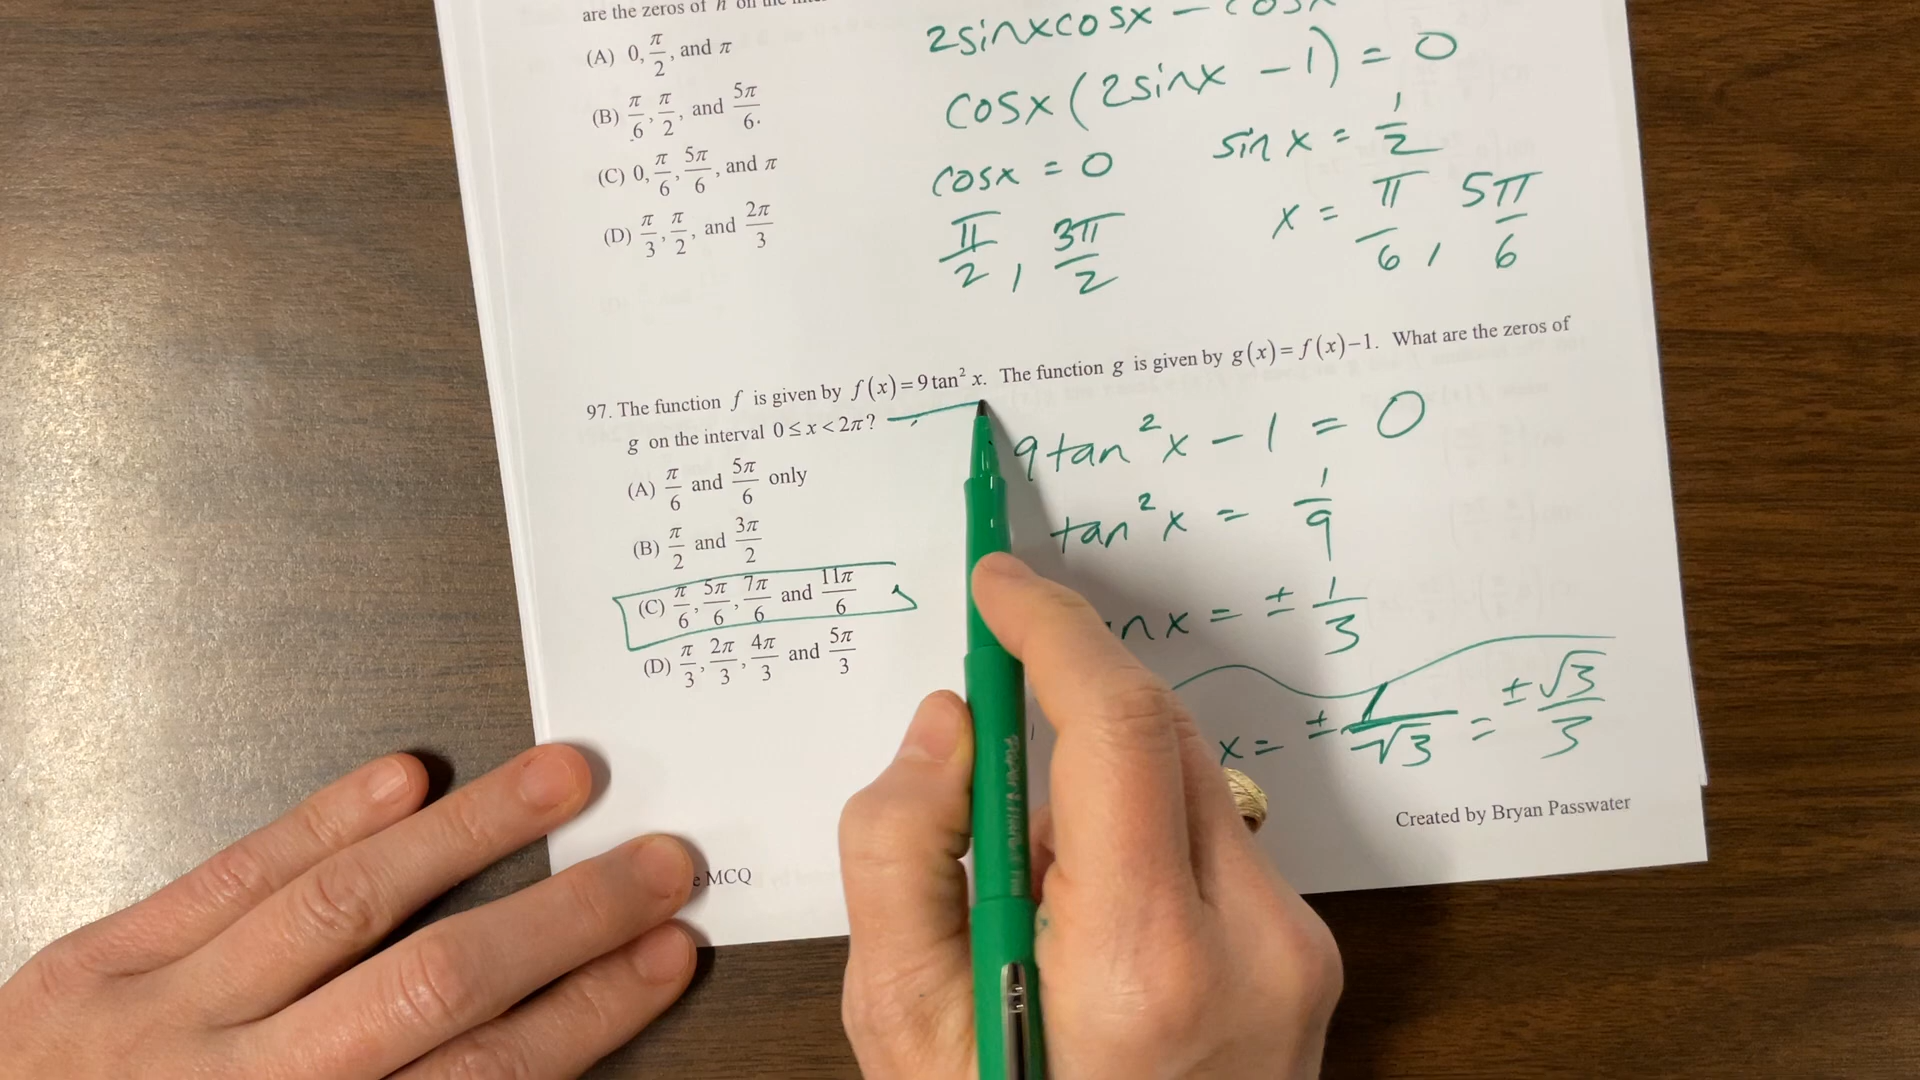 are the zeros of h on the
(A) 0, π/2, and π
(B) π/6, π/2, and 5π/6.
(C) 0, π/6, 5π/6, and π
(D) π/3, π/2, and 2π/3
2sinxcosx − cosx
cosx(2sinx − 1) = 0
cosx = 0
sinx = 1/2
π/2, 3π/2
x = π/6, 5π/6
97. The function f is given by f(x) = 9 tan² x. The function g is given by g(x) = f(x) − 1. What are the zeros of
g on the interval 0 ≤ x < 2π?
(A) π/6 and 5π/6 only
(B) π/2 and 3π/2
(C) π/6, 5π/6, 7π/6 and 11π/6
(D) π/3, 2π/3, 4π/3 and 5π/3
9tan²x − 1 = 0
tan²x = 1/9
nx = ± 1/3
x = ± 1/√3 = ± √3/3
Created by Bryan Passwater
e MCQ